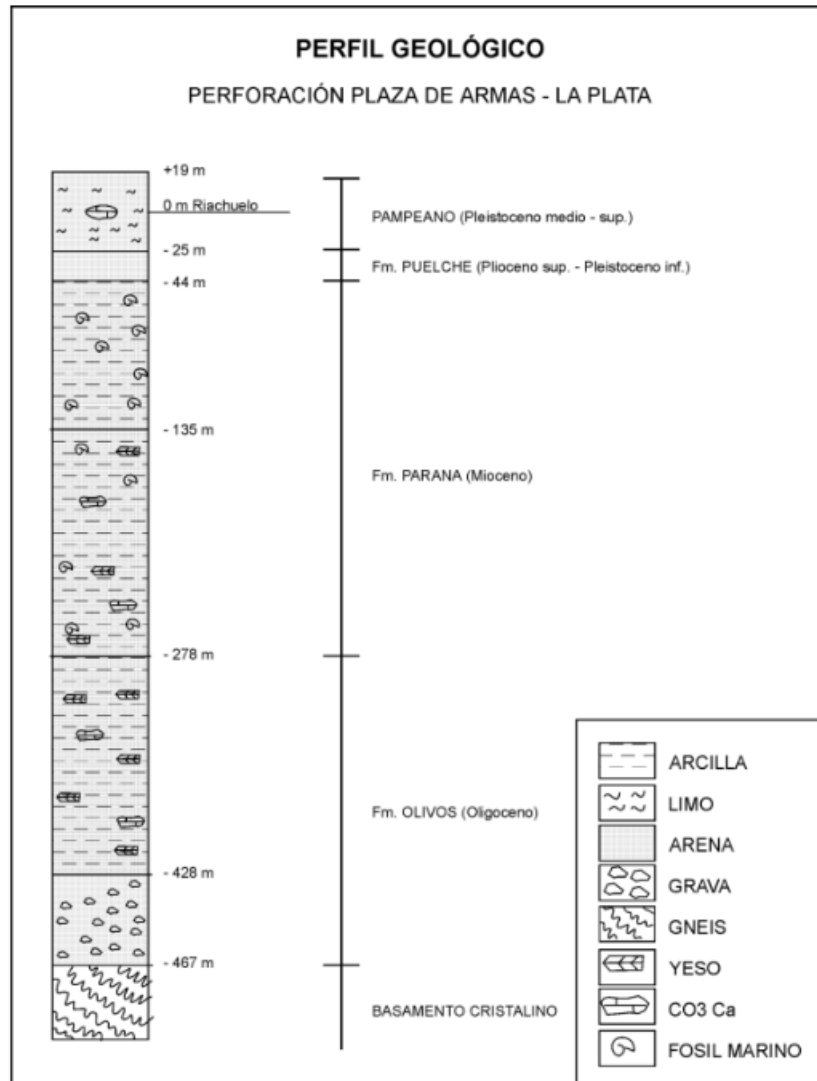 PERFIL GEOLÓGICO
PERFORACIÓN PLAZA DE ARMAS - LA PLATA
+19 m
0 m Riachuelo
PAMPEANO (Pleistoceno medio - sup.)
- 25 m
Fm. PUELCHE (Plioceno sup. - Pleistoceno inf.)
- 44 m
- 135 m
Fm. PARANA (Mioceno)
- 278 m
Fm. OLIVOS (Oligoceno)
- 428 m
- 467 m
BASAMENTO CRISTALINO
ARCILLA
LIMO
ARENA
GRAVA
GNEIS
YESO
CO3 Ca
FOSIL MARINO